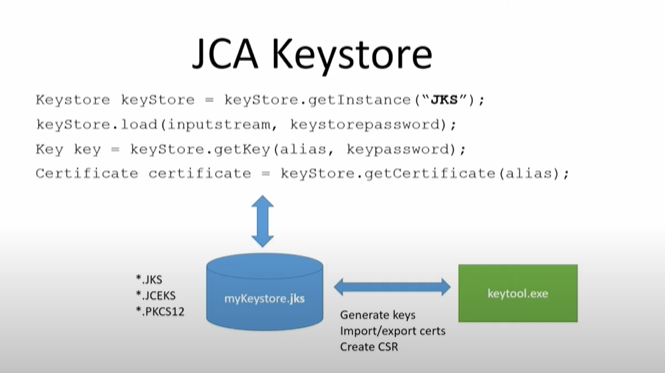 JCA Keystore
Keystore keyStore = keyStore.getInstance(“JKS”);
keyStore.load(inputstream, keystorepassword);
Key key = keyStore.getKey(alias, keypassword);
Certificate certificate = keyStore.getCertificate(alias);
*.JKS
*.JCEKS
*.PKCS12
myKeystore.jks
Generate keys
Import/export certs
Create CSR
keytool.exe